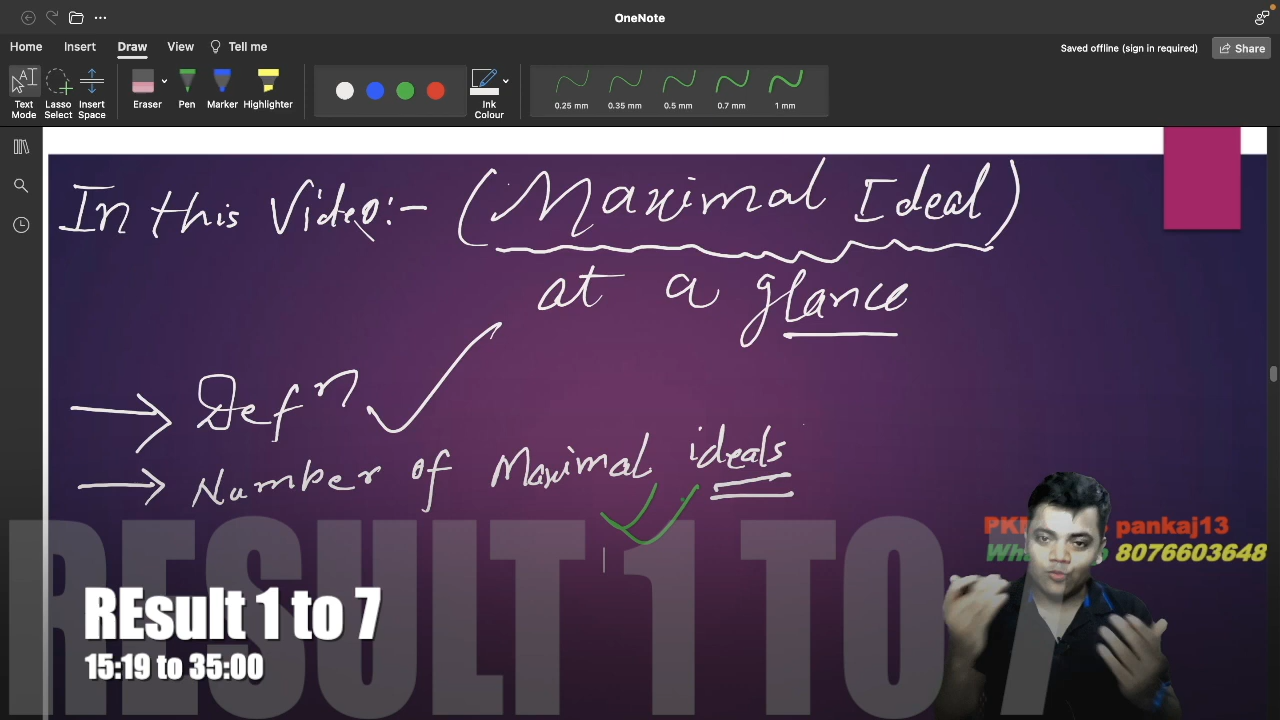 OneNote
Home Insert Draw View Tell me
Saved offline (sign in required) Share
Text Mode
Lasso Select
Insert Space
Eraser
Pen
Marker
Highlighter
Ink Colour
0.25 mm
0.35 mm
0.5 mm
0.7 mm
1 mm
In this Video:- (Maximal Ideal)
at a glance
→ Defⁿ
→ Number of Maximal ideals
RESULT 1 TO 7
pankaj13
8076603648
REsult 1 to 7
15:19 to 35:00